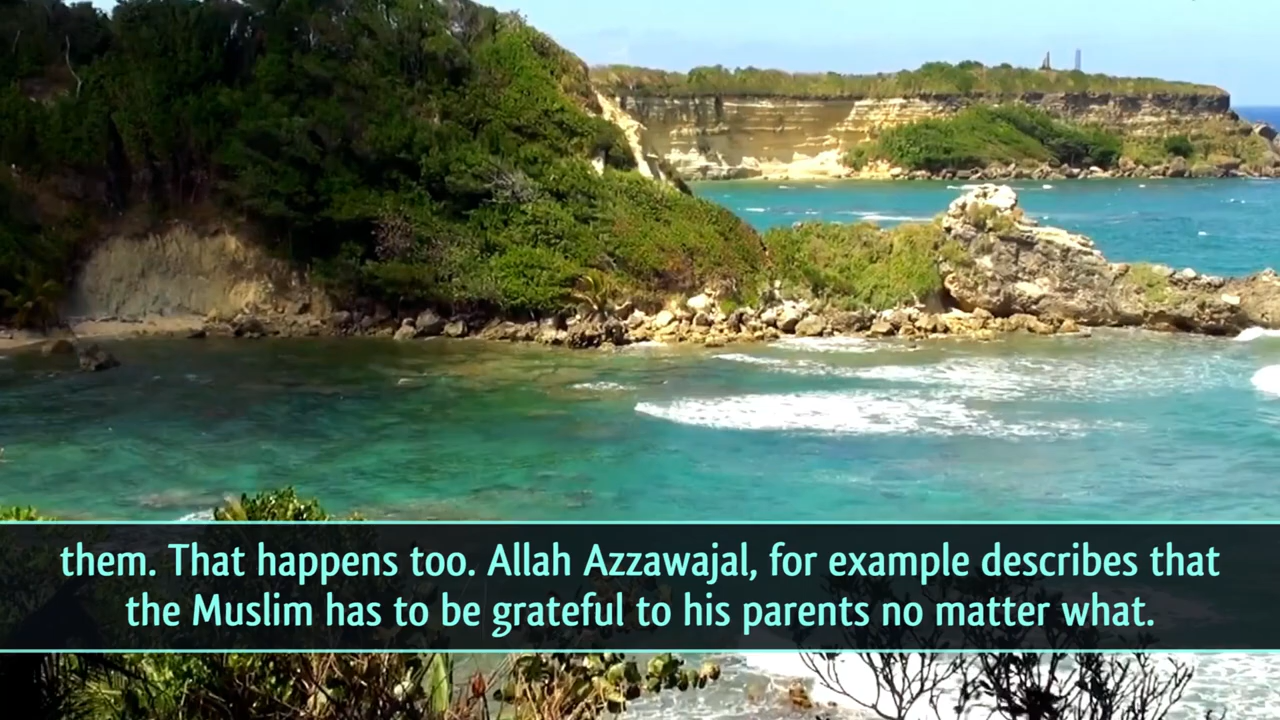 them. That happens too. Allah Azzawajal, for example describes that
the Muslim has to be grateful to his parents no matter what.